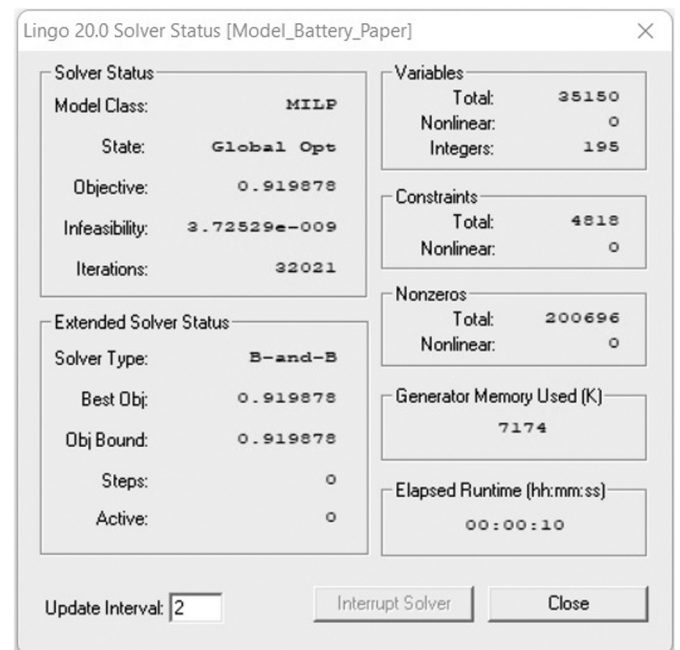 Lingo 20.0 Solver Status [Model_Battery_Paper]
Solver Status
Model Class: MILP
State: Global Opt
Objective: 0.919878
Infeasibility: 3.72529e-009
Iterations: 32021
Extended Solver Status
Solver Type: B-and-B
Best Obj: 0.919878
Obj Bound: 0.919878
Steps: 0
Active: 0
Variables
Total: 35150
Nonlinear: 0
Integers: 195
Constraints
Total: 4818
Nonlinear: 0
Nonzeros
Total: 200696
Nonlinear: 0
Generator Memory Used (K)
7174
Elapsed Runtime (hh:mm:ss)
00:00:10
Update Interval: 2
Interrupt Solver
Close